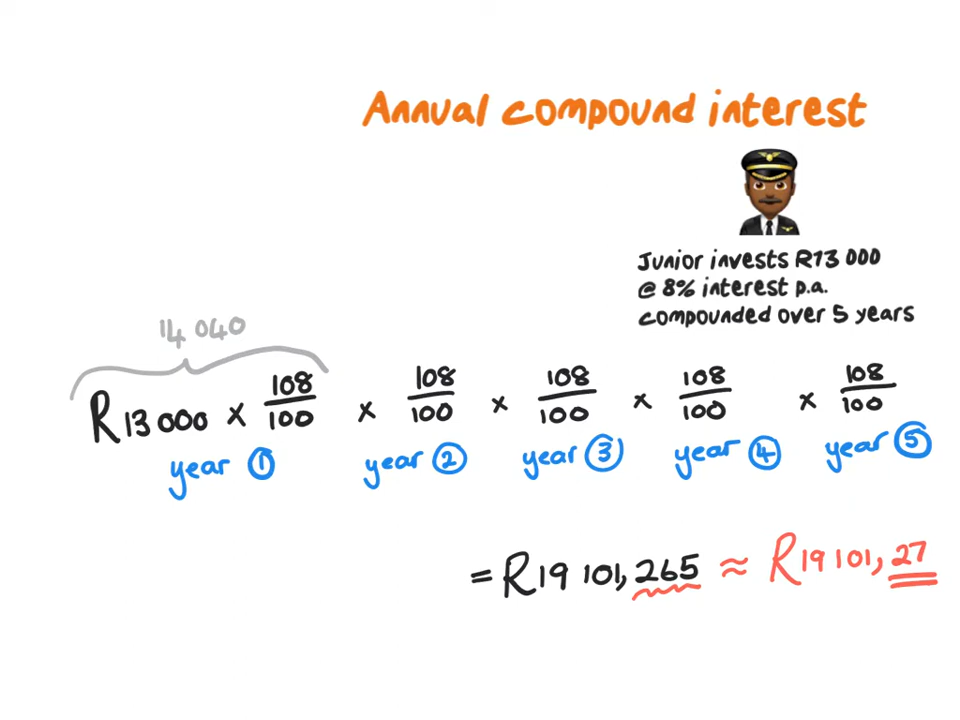 Annual compound interest
Junior invests R13 000
@ 8% interest p.a.
compounded over 5 years
14 040
R13 000 × 108/100 × 108/100 × 108/100 × 108/100 × 108/100
year ① year ② year ③ year ④ year ⑤
= R19 101,265 ≈ R19 101,27